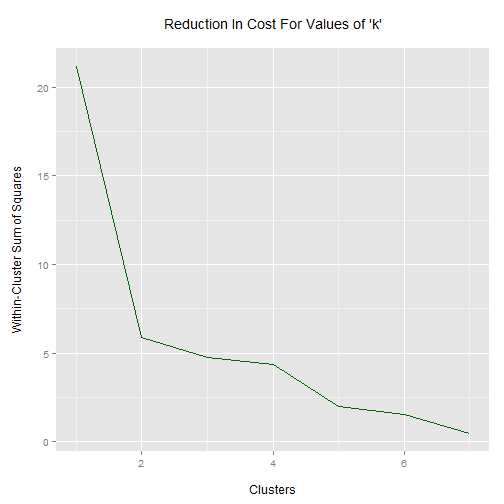 Reduction In Cost For Values of 'k'
Within-Cluster Sum of Squares
20
15
10
5
0
2 4 6
Clusters